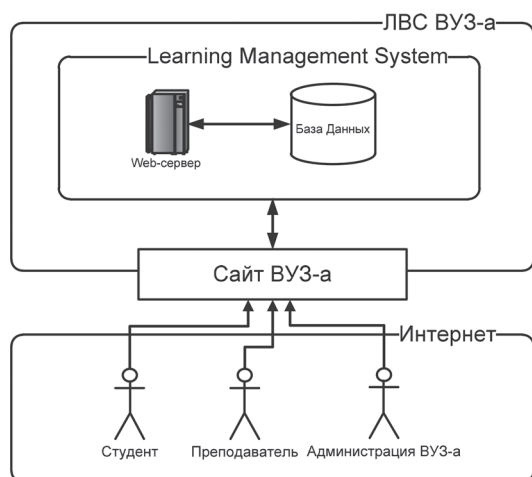 ЛВС ВУЗ-а
Learning Management System
База Данных
Web-сервер
Сайт ВУЗ-а
Интернет
Студент
Преподаватель
Администрация ВУЗ-а